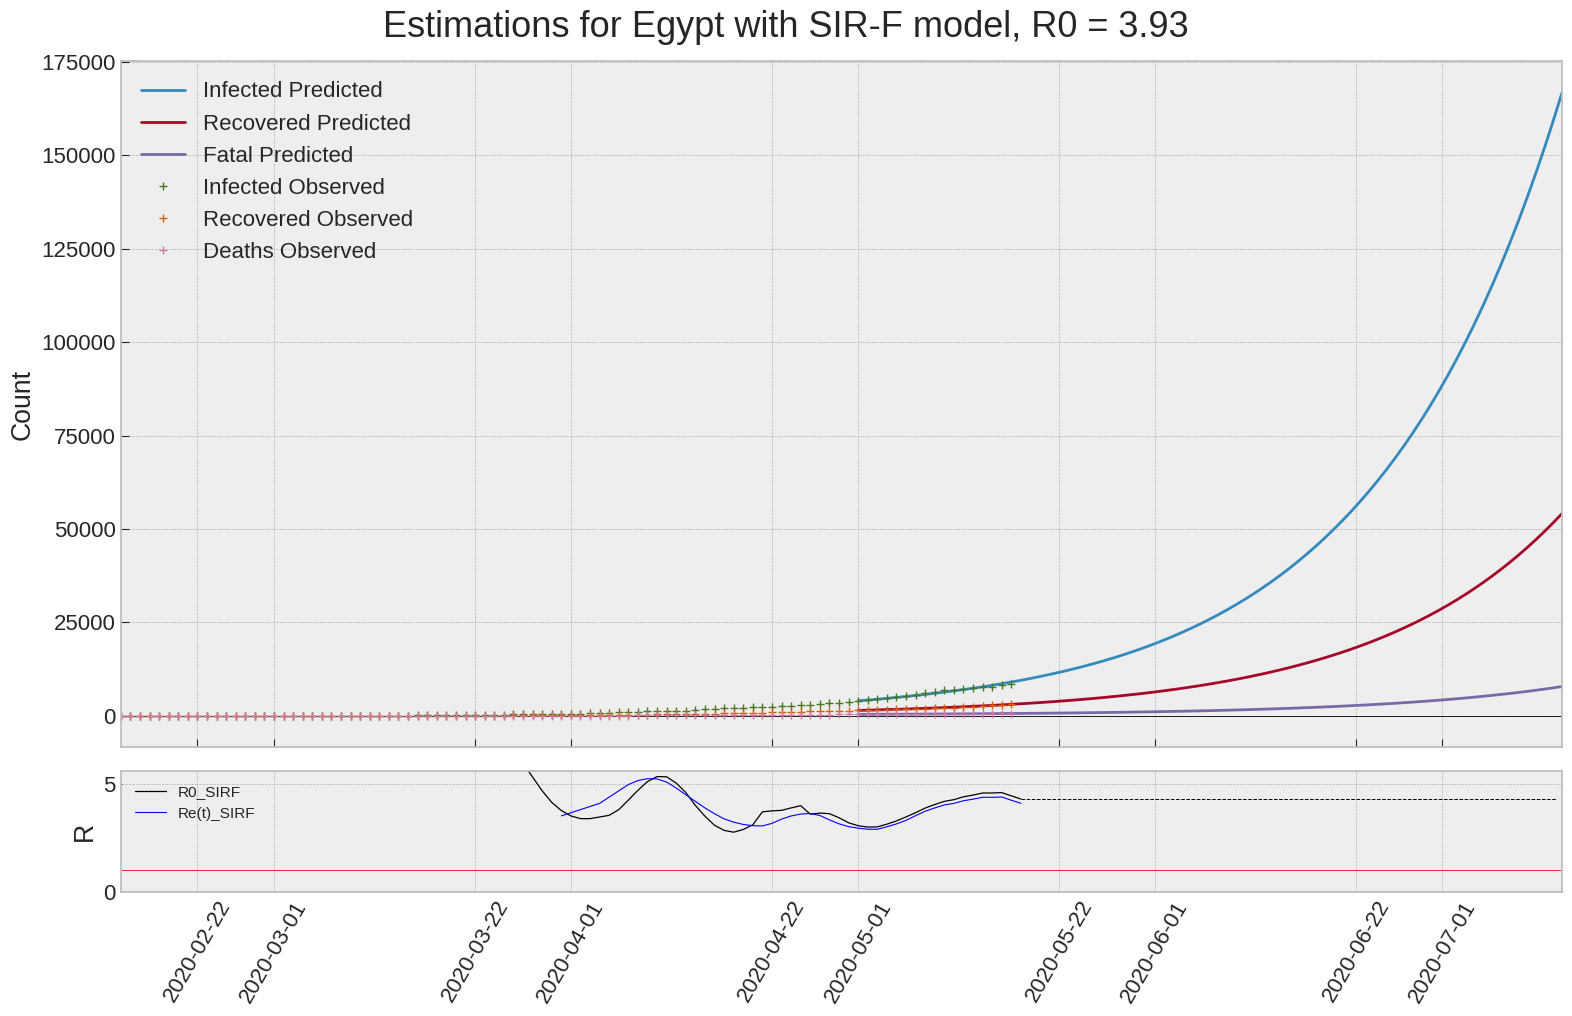 Estimations for Egypt with SIR-F model, R0 = 3.93
175000
150000
125000
100000
75000
50000
25000
0
Count
Infected Predicted
Recovered Predicted
Fatal Predicted
Infected Observed
Recovered Observed
Deaths Observed
5
0
R
R0_SIRF
Re(t)_SIRF
2020-02-22
2020-03-01
2020-03-22
2020-04-01
2020-04-22
2020-05-01
2020-05-22
2020-06-01
2020-06-22
2020-07-01